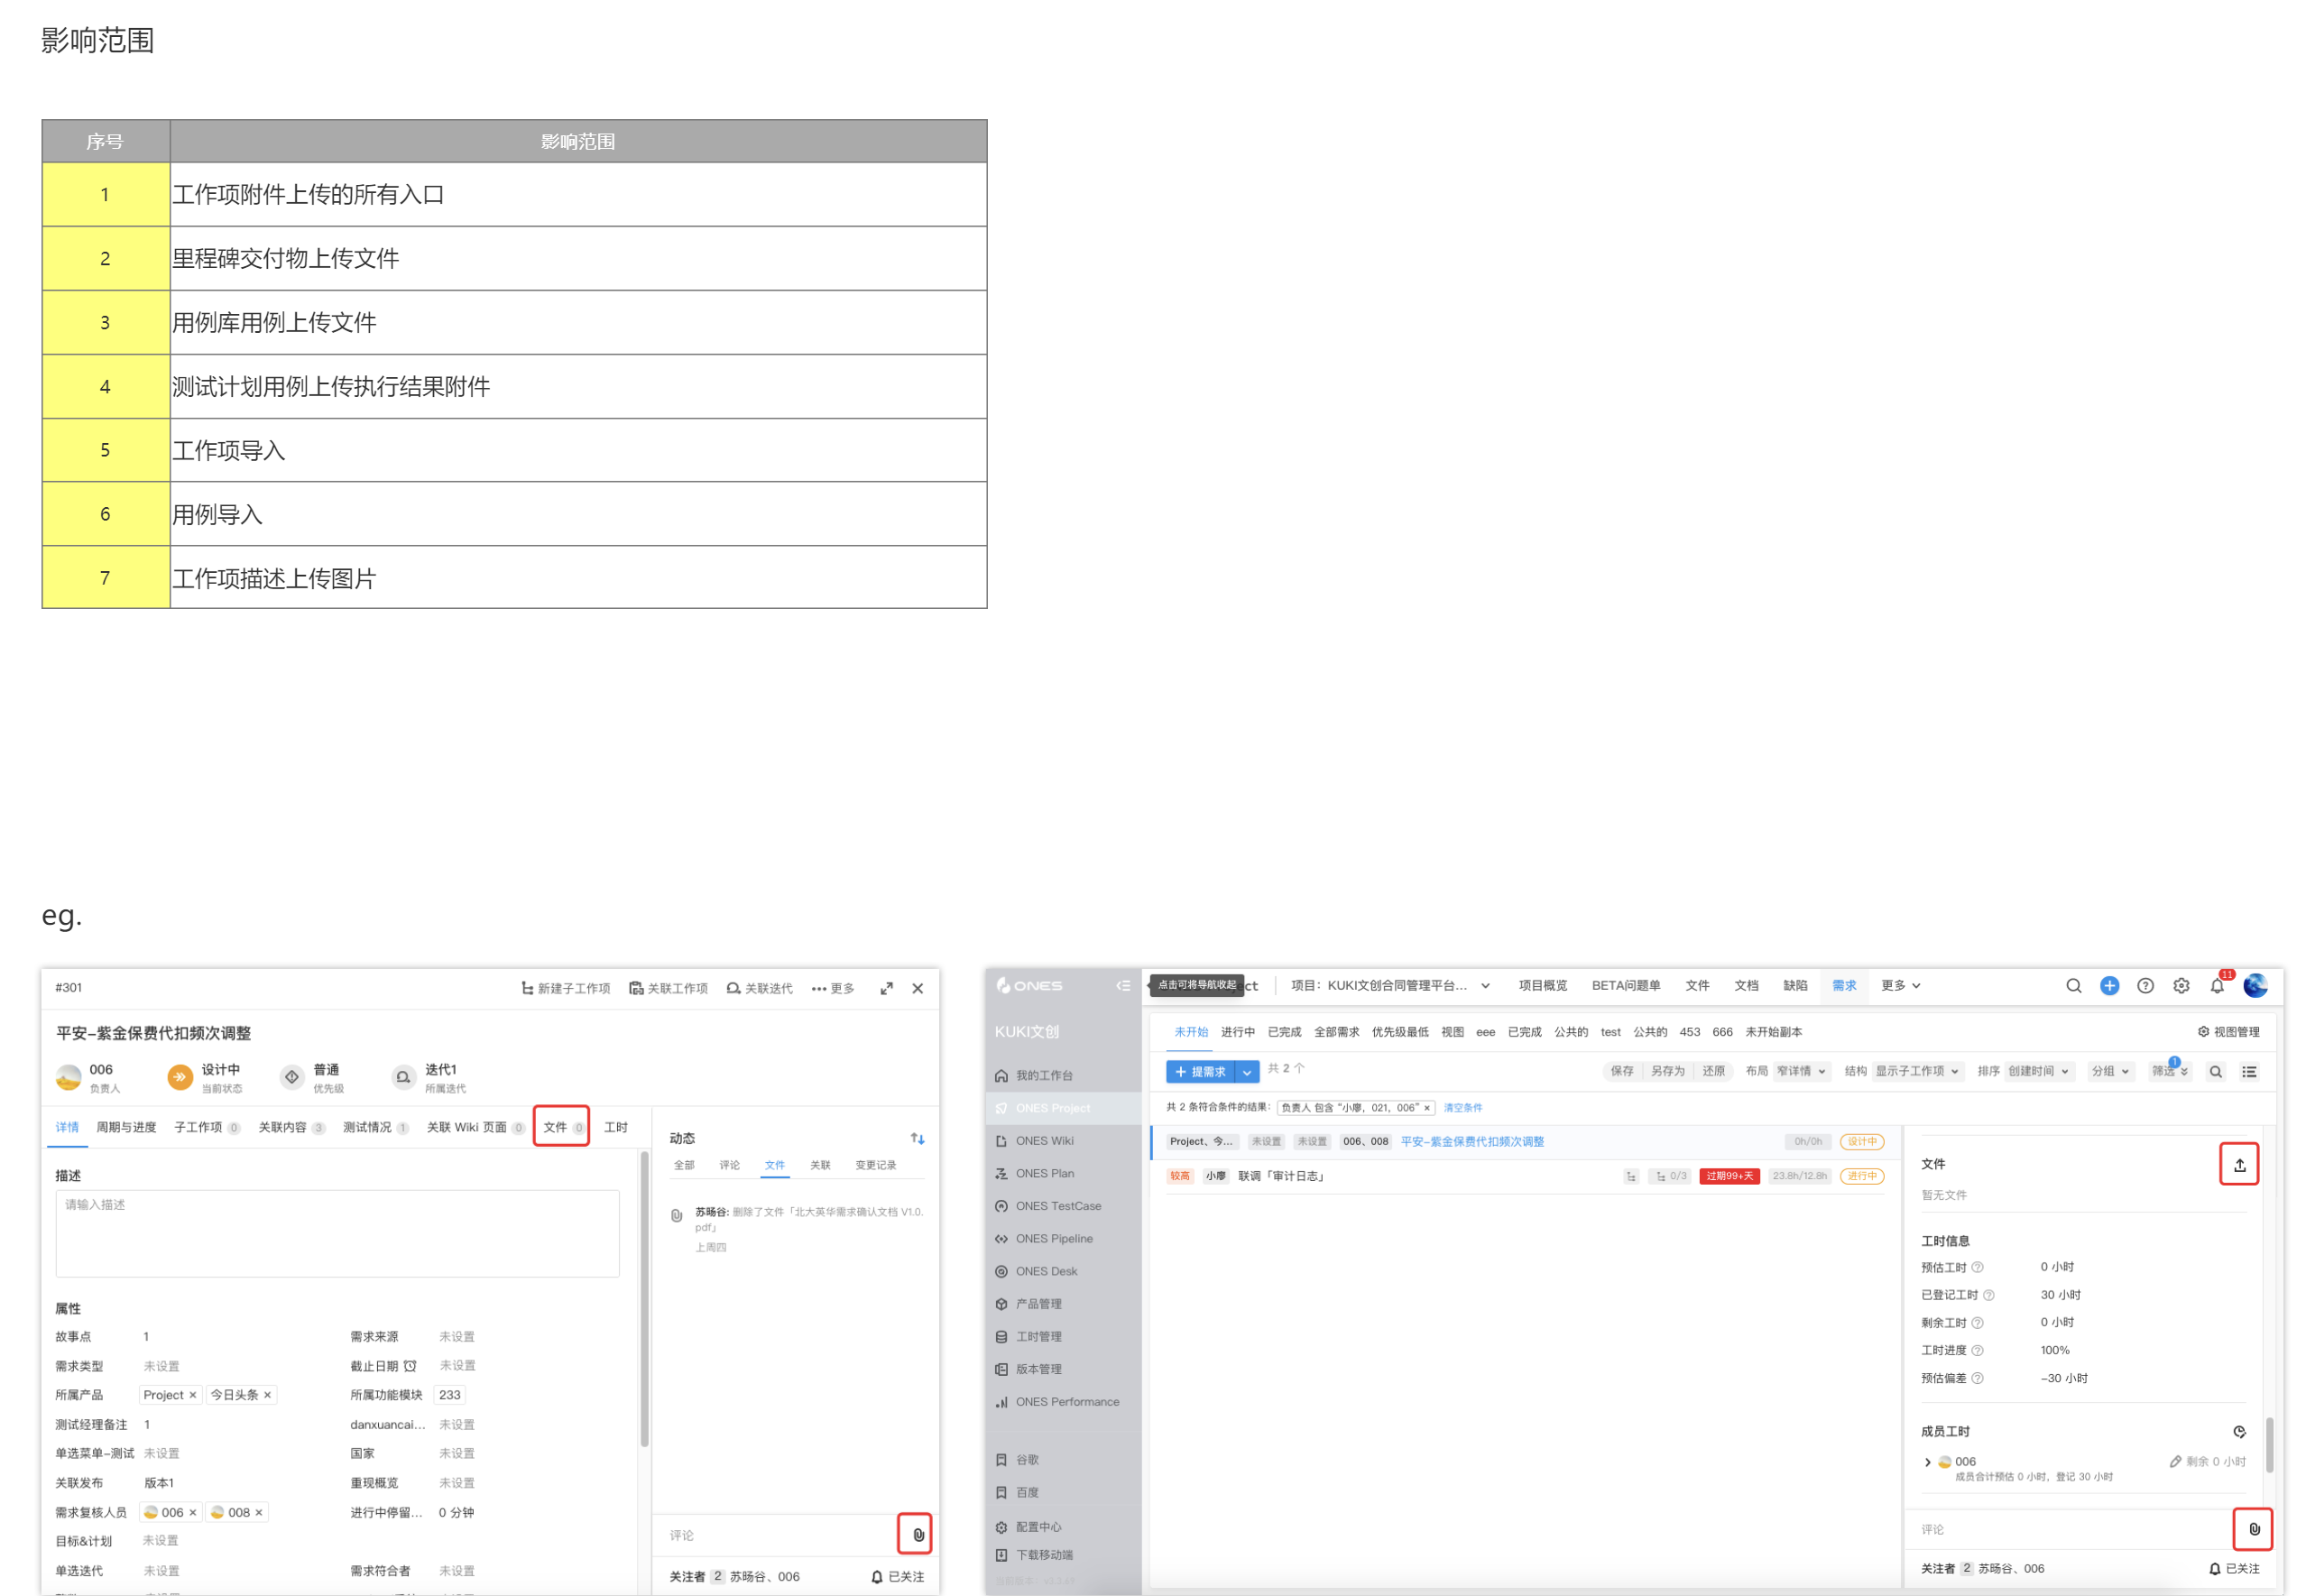 影响范围
序号 影响范围
1 工作项附件上传的所有入口
2 里程碑交付物上传文件
3 用例库用例上传文件
4 测试计划用例上传执行结果附件
5 工作项导入
6 用例导入
7 工作项描述上传图片
eg.
#301 新建子工作项 关联工作项 关联迭代 ••• 更多
平安-紫金保费代扣频次调整
006 设计中 普通 迭代1
负责人 当前状态 优先级 所属迭代
详情 周期与进度 子工作项 0 关联内容 3 测试情况 1 关联 Wiki 页面 0 文件 0 工时
描述
请输入描述
属性
故事点 1 需求来源 未设置
需求类型 未设置 截止日期 未设置
所属产品 Project × 今日头条 × 所属功能模块 233
测试经理备注 1 danxuancai... 未设置
单选菜单-测试 未设置 国家 未设置
关联发布 版本1 重现概览 未设置
需求复核人员 006 × 008 × 进行中停留... 0 分钟
目标&计划 未设置
单选迭代 未设置 需求符合者 未设置
动态
全部 评论 文件 关联 变更记录
苏旸谷: 删除了文件「北大英华需求确认文档 V1.0.
pdf」
上周四
评论
关注者 2 苏旸谷、006 已关注
ONES 点击可将导航收起 ct 项目：KUKI文创合同管理平台... 项目概览 BETA问题单 文件 文档 缺陷 需求 更多 11
KUKI文创
我的工作台
ONES Project
ONES Wiki
ONES Plan
ONES TestCase
ONES Pipeline
ONES Desk
产品管理
工时管理
版本管理
ONES Performance
谷歌
百度
配置中心
下载移动端
未开始 进行中 已完成 全部需求 优先级最低 视图 eee 已完成 公共的 test 公共的 453 666 未开始副本 视图管理
+ 提需求 共 2 个 保存 另存为 还原 布局 窄详情 结构 显示子工作项 排序 创建时间 分组 筛选 1
共 2 条符合条件的结果： 负责人 包含 “小廖，021，006” × 清空条件
Project、今... 未设置 未设置 006、008 平安-紫金保费代扣频次调整 0h/0h 设计中
较高 小廖 联调「审计日志」 0/3 过期99+天 23.8h/12.8h 进行中
文件
暂无文件
工时信息
预估工时 0 小时
已登记工时 30 小时
剩余工时 0 小时
工时进度 100%
预估偏差 -30 小时
成员工时
006 剩余 0 小时
成员合计预估 0 小时，登记 30 小时
评论
关注者 2 苏旸谷、006 已关注